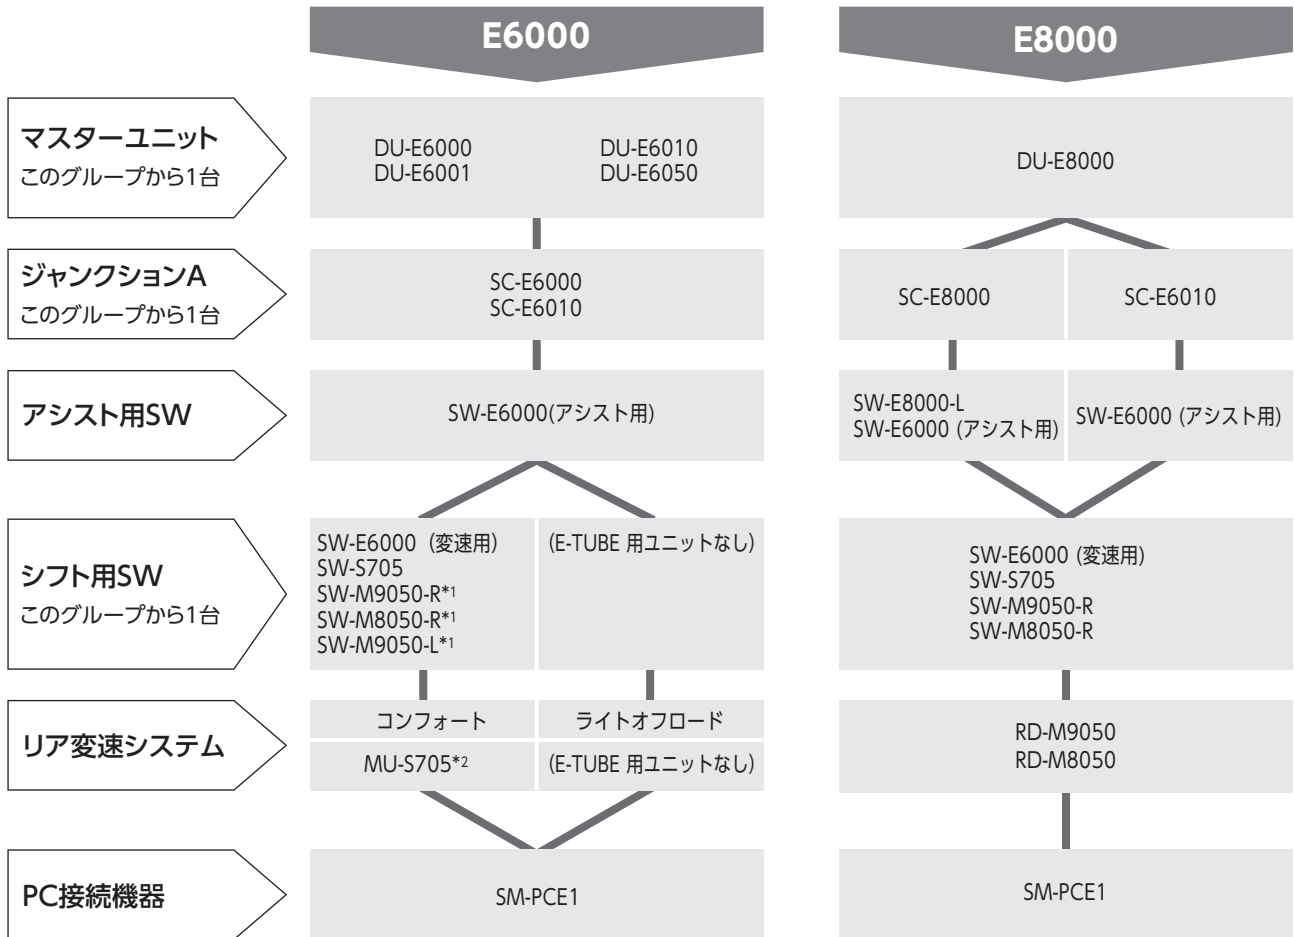 E6000
E8000
マスターユニット
このグループから1台
DU-E6000
DU-E6001
DU-E6010
DU-E6050
DU-E8000
ジャンクションA
このグループから1台
SC-E6000
SC-E6010
SC-E8000
SC-E6010
アシスト用SW
SW-E6000(アシスト用)
SW-E8000-L
SW-E6000 (アシスト用)
SW-E6000 (アシスト用)
シフト用SW
このグループから1台
SW-E6000 (変速用)
SW-S705
SW-M9050-R*1
SW-M8050-R*1
SW-M9050-L*1
(E-TUBE 用ユニットなし)
SW-E6000 (変速用)
SW-S705
SW-M9050-R
SW-M8050-R
リア変速システム
コンフォート
ライトオフロード
MU-S705*2
(E-TUBE 用ユニットなし)
RD-M9050
RD-M8050
PC接続機器
SM-PCE1
SM-PCE1